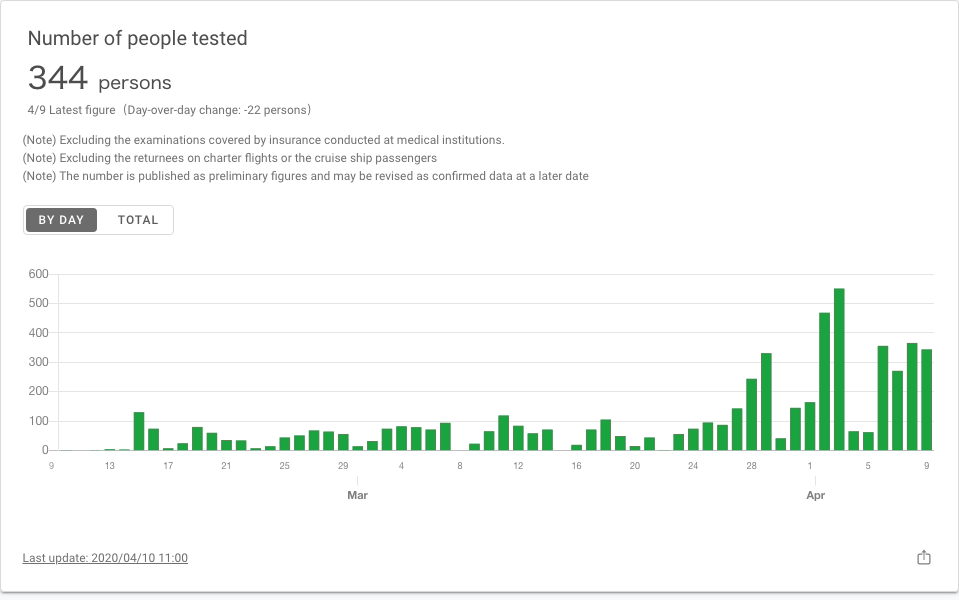 Number of people tested
344 persons
4/9 Latest figure (Day-over-day change: -22 persons)
(Note) Excluding the examinations covered by insurance conducted at medical institutions.
(Note) Excluding the returnees on charter flights or the cruise ship passengers
(Note) The number is published as preliminary figures and may be revised as confirmed data at a later date
BY DAY TOTAL
600
500
400
300
200
100
0
9 13 17 21 25 29 4 8 12 16 20 24 28 1 5 9
Mar Apr
Last update: 2020/04/10 11:00